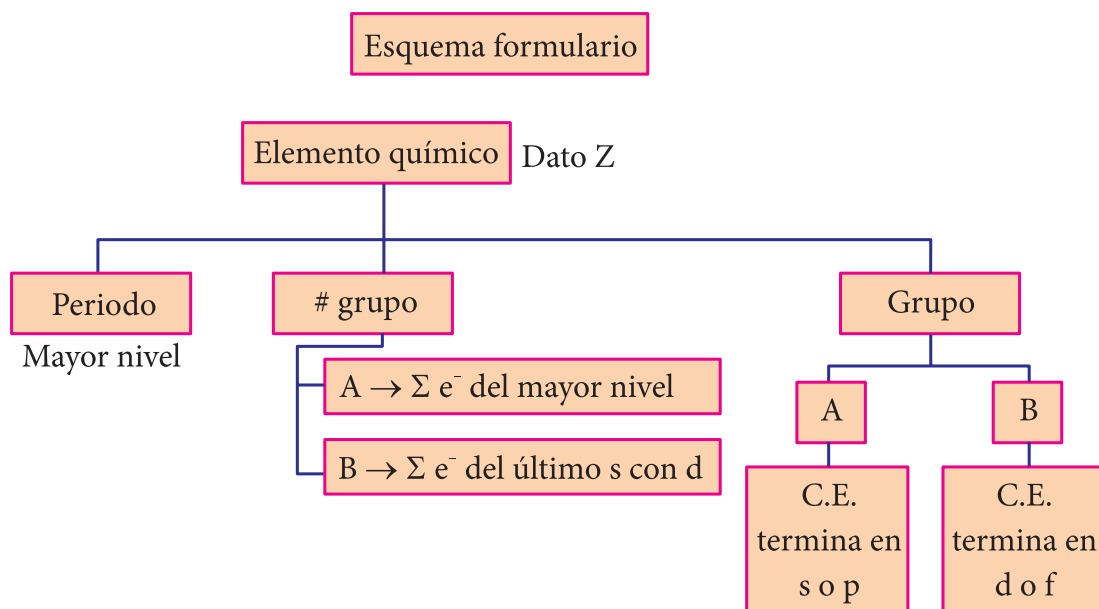 Esquema formulario
Elemento químico
Dato Z
Periodo
Mayor nivel
# grupo
A → Σ e⁻ del mayor nivel
B → Σ e⁻ del último s con d
Grupo
A
B
C.E.
termina en
s o p
C.E.
termina en
d o f